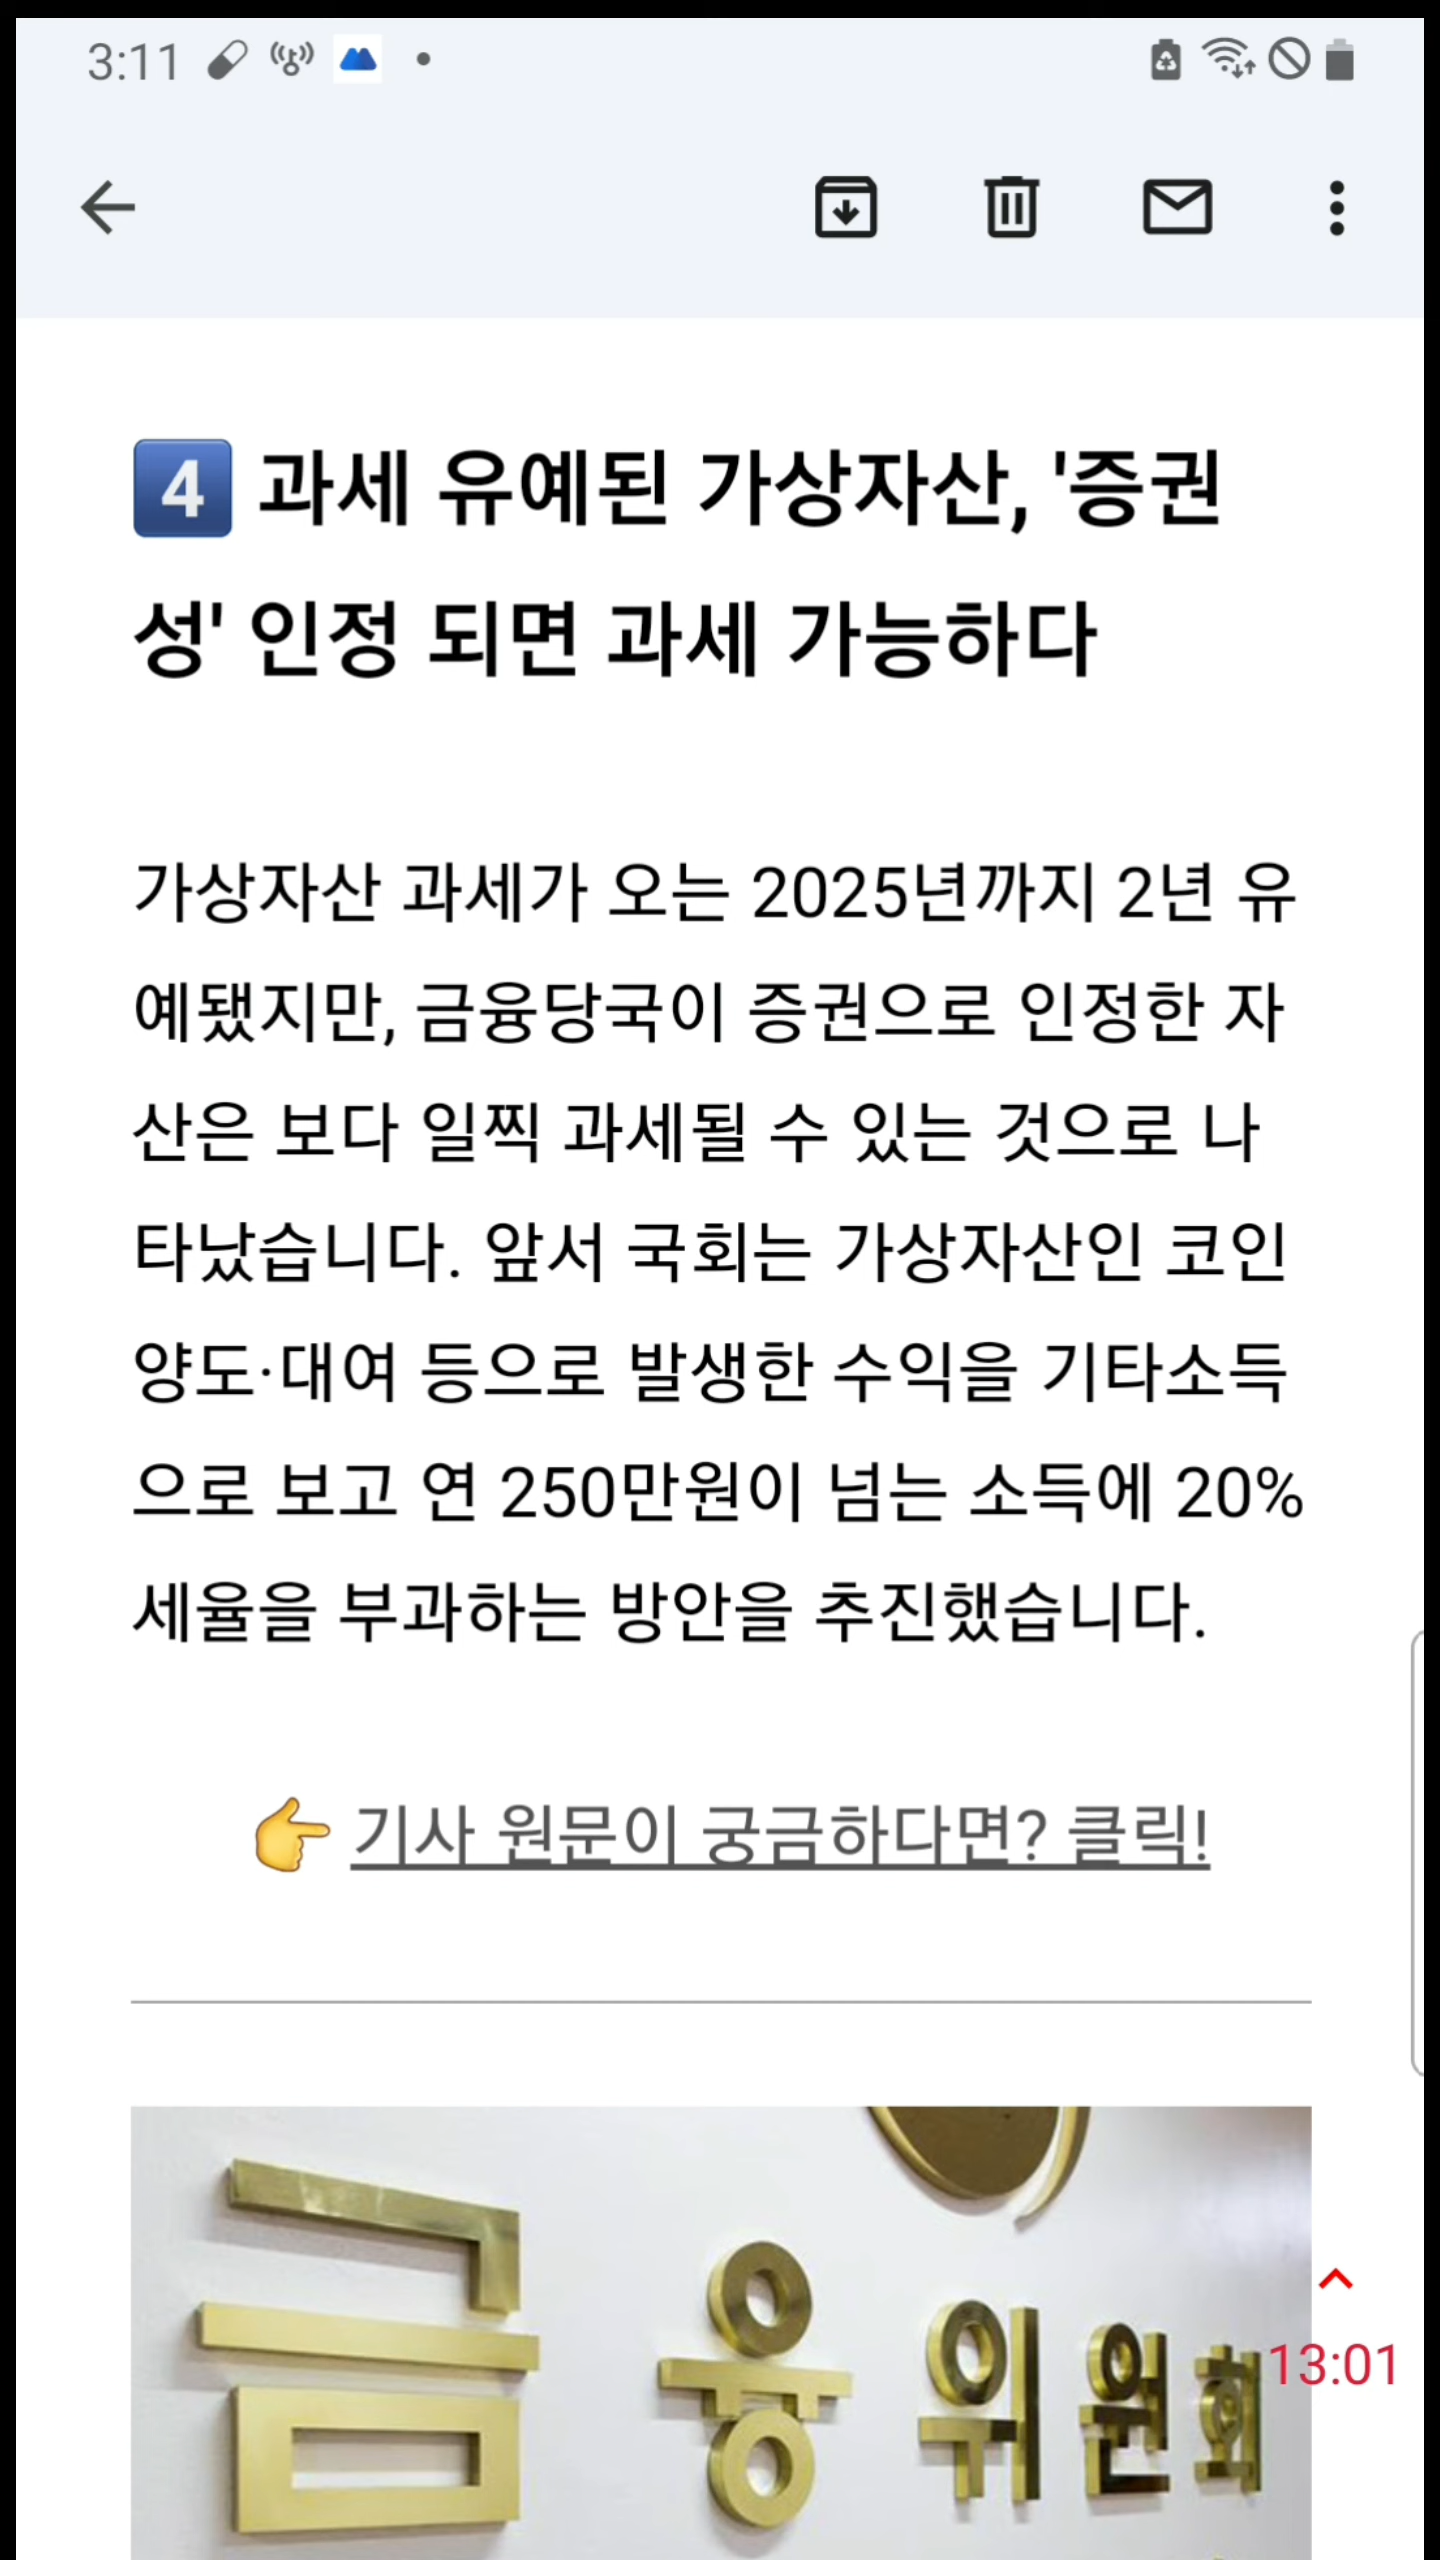 3:11
4 과세 유예된 가상자산, '증권
성' 인정 되면 과세 가능하다
가상자산 과세가 오는 2025년까지 2년 유
예됐지만, 금융당국이 증권으로 인정한 자
산은 보다 일찍 과세될 수 있는 것으로 나
타났습니다. 앞서 국회는 가상자산인 코인
양도·대여 등으로 발생한 수익을 기타소득
으로 보고 연 250만원이 넘는 소득에 20%
세율을 부과하는 방안을 추진했습니다.
👉 기사 원문이 궁금하다면? 클릭!
금융위원회
13:01